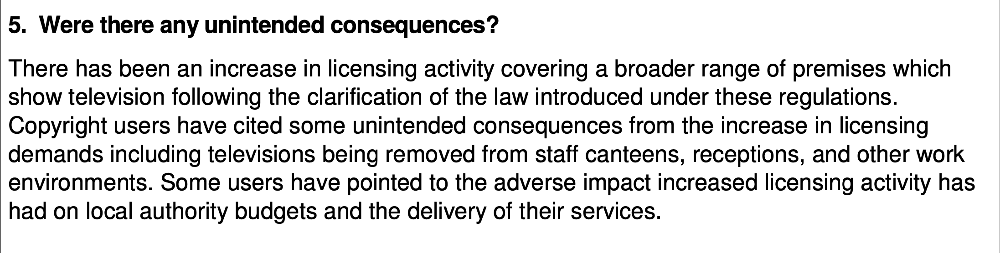 5. Were there any unintended consequences?
There has been an increase in licensing activity covering a broader range of premises which
show television following the clarification of the law introduced under these regulations.
Copyright users have cited some unintended consequences from the increase in licensing
demands including televisions being removed from staff canteens, receptions, and other work
environments. Some users have pointed to the adverse impact increased licensing activity has
had on local authority budgets and the delivery of their services.